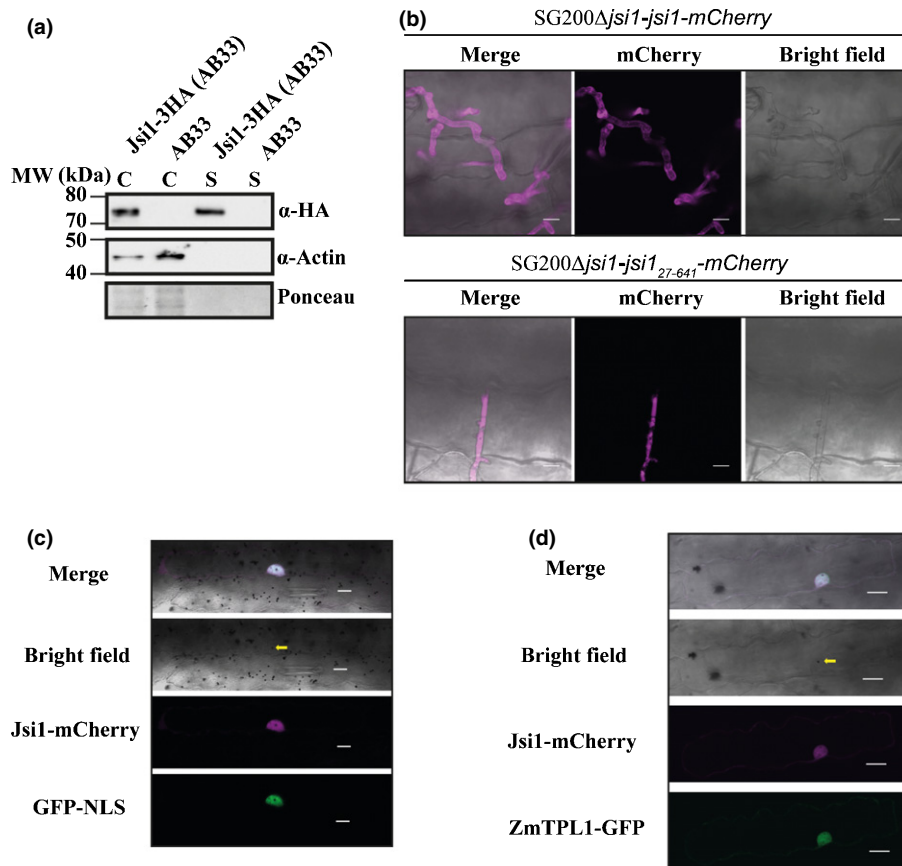 (a)
Jsi1-3HA (AB33)
AB33
Jsi1-3HA (AB33)
AB33
MW (kDa) C C S S
80
70
α-HA
50
40
α-Actin
Ponceau
(b)
SG200Δjsi1-jsi1-mCherry
Merge mCherry Bright field
SG200Δjsi1-jsi1₂₇₋₆₄₁-mCherry
Merge mCherry Bright field
(c)
Merge
Bright field
Jsi1-mCherry
GFP-NLS
(d)
Merge
Bright field
Jsi1-mCherry
ZmTPL1-GFP